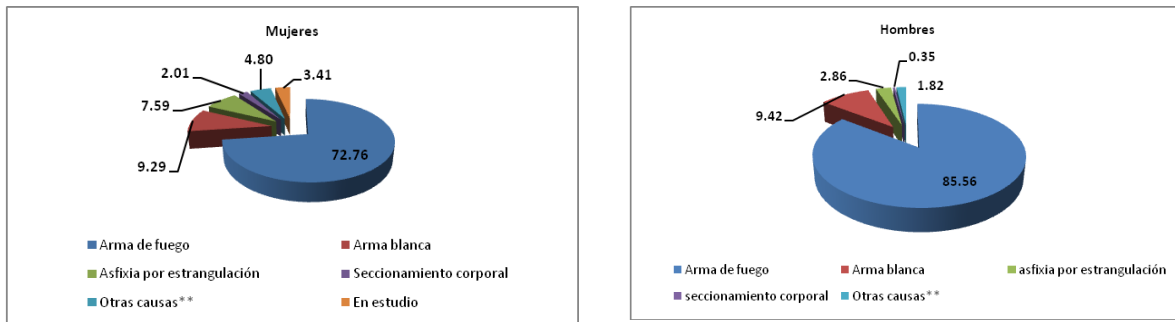 Mujeres
4.80
2.01
3.41
7.59
9.29
72.76
Arma de fuego
Arma blanca
Asfixia por estrangulación
Seccionamiento corporal
Otras causas**
En estudio
Hombres
0.35
2.86
1.82
9.42
85.56
Arma de fuego
Arma blanca
asfixia por estrangulación
seccionamiento corporal
Otras causas**